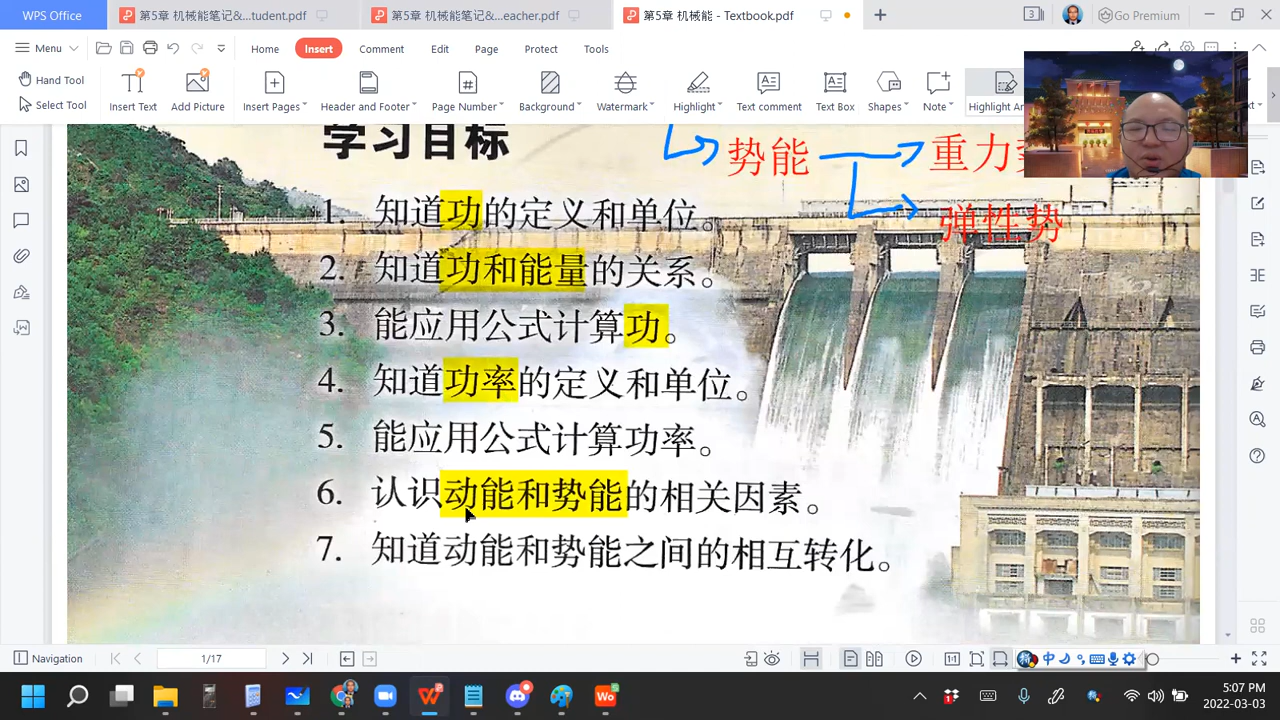 WPS Office
第5章 机械能笔记&...tudent.pdf
第5章 机械能笔记&...eacher.pdf
第5章 机械能 - Textbook.pdf
3
Go Premium
Menu
Home
Insert
Comment
Edit
Page
Protect
Tools
Hand Tool
Select Tool
Insert Text
Add Picture
Insert Pages
Header and Footer
Page Number
Background
Watermark
Highlight
Text comment
Text Box
Shapes
Note
Highlight Ar
学习目标
势能
重力
弹性势
1. 知道功的定义和单位。
2. 知道功和能量的关系。
3. 能应用公式计算功。
4. 知道功率的定义和单位。
5. 能应用公式计算功率。
6. 认识动能和势能的相关因素。
7. 知道动能和势能之间的相互转化。
Navigation
1/17
1:1
中
5:07 PM
2022-03-03